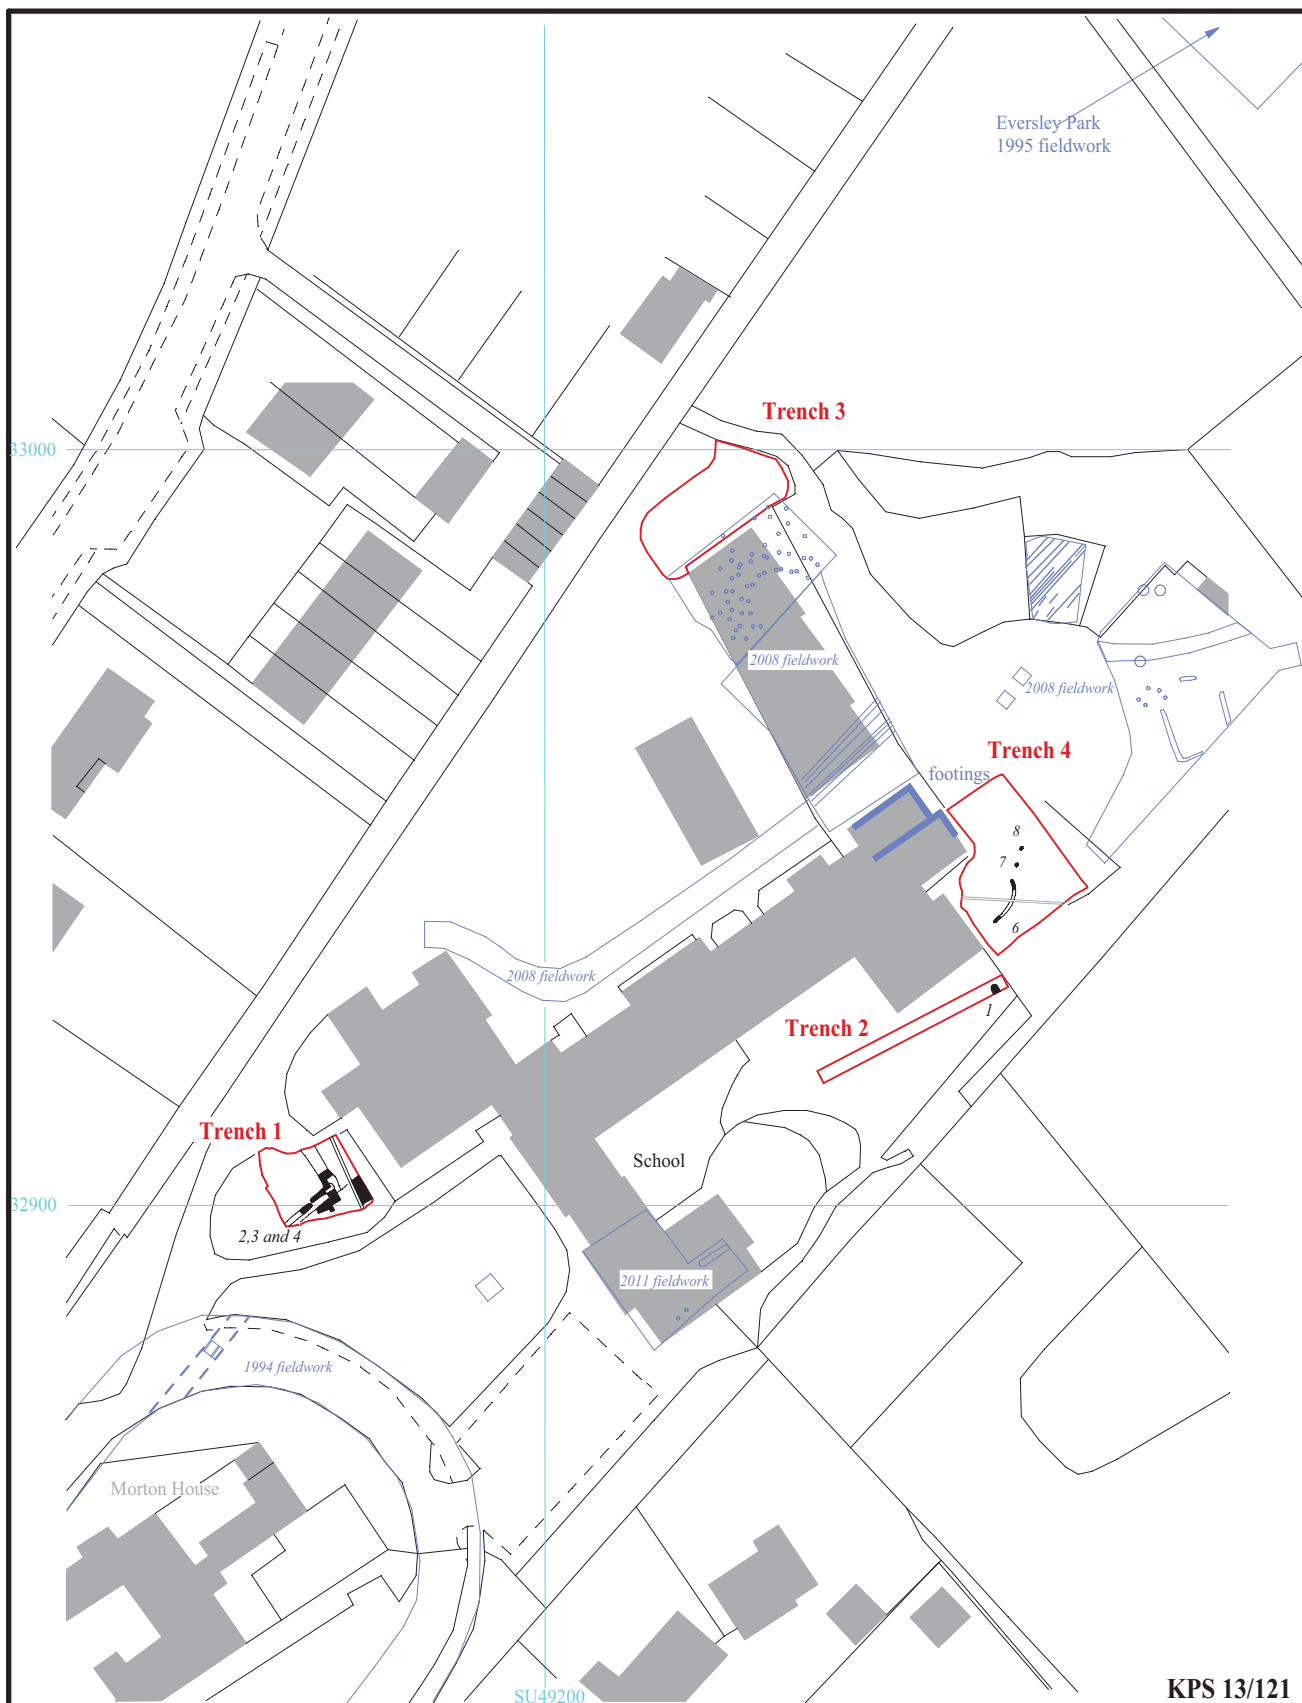 Eversley Park
1995 fieldwork
Trench 3
33000
2008 fieldwork
2008 fieldwork
Trench 4
footings
8
7
6
2008 fieldwork
1
Trench 2
Trench 1
School
32900
2,3 and 4
2011 fieldwork
1994 fieldwork
Morton House
SU49200
KPS 13/121